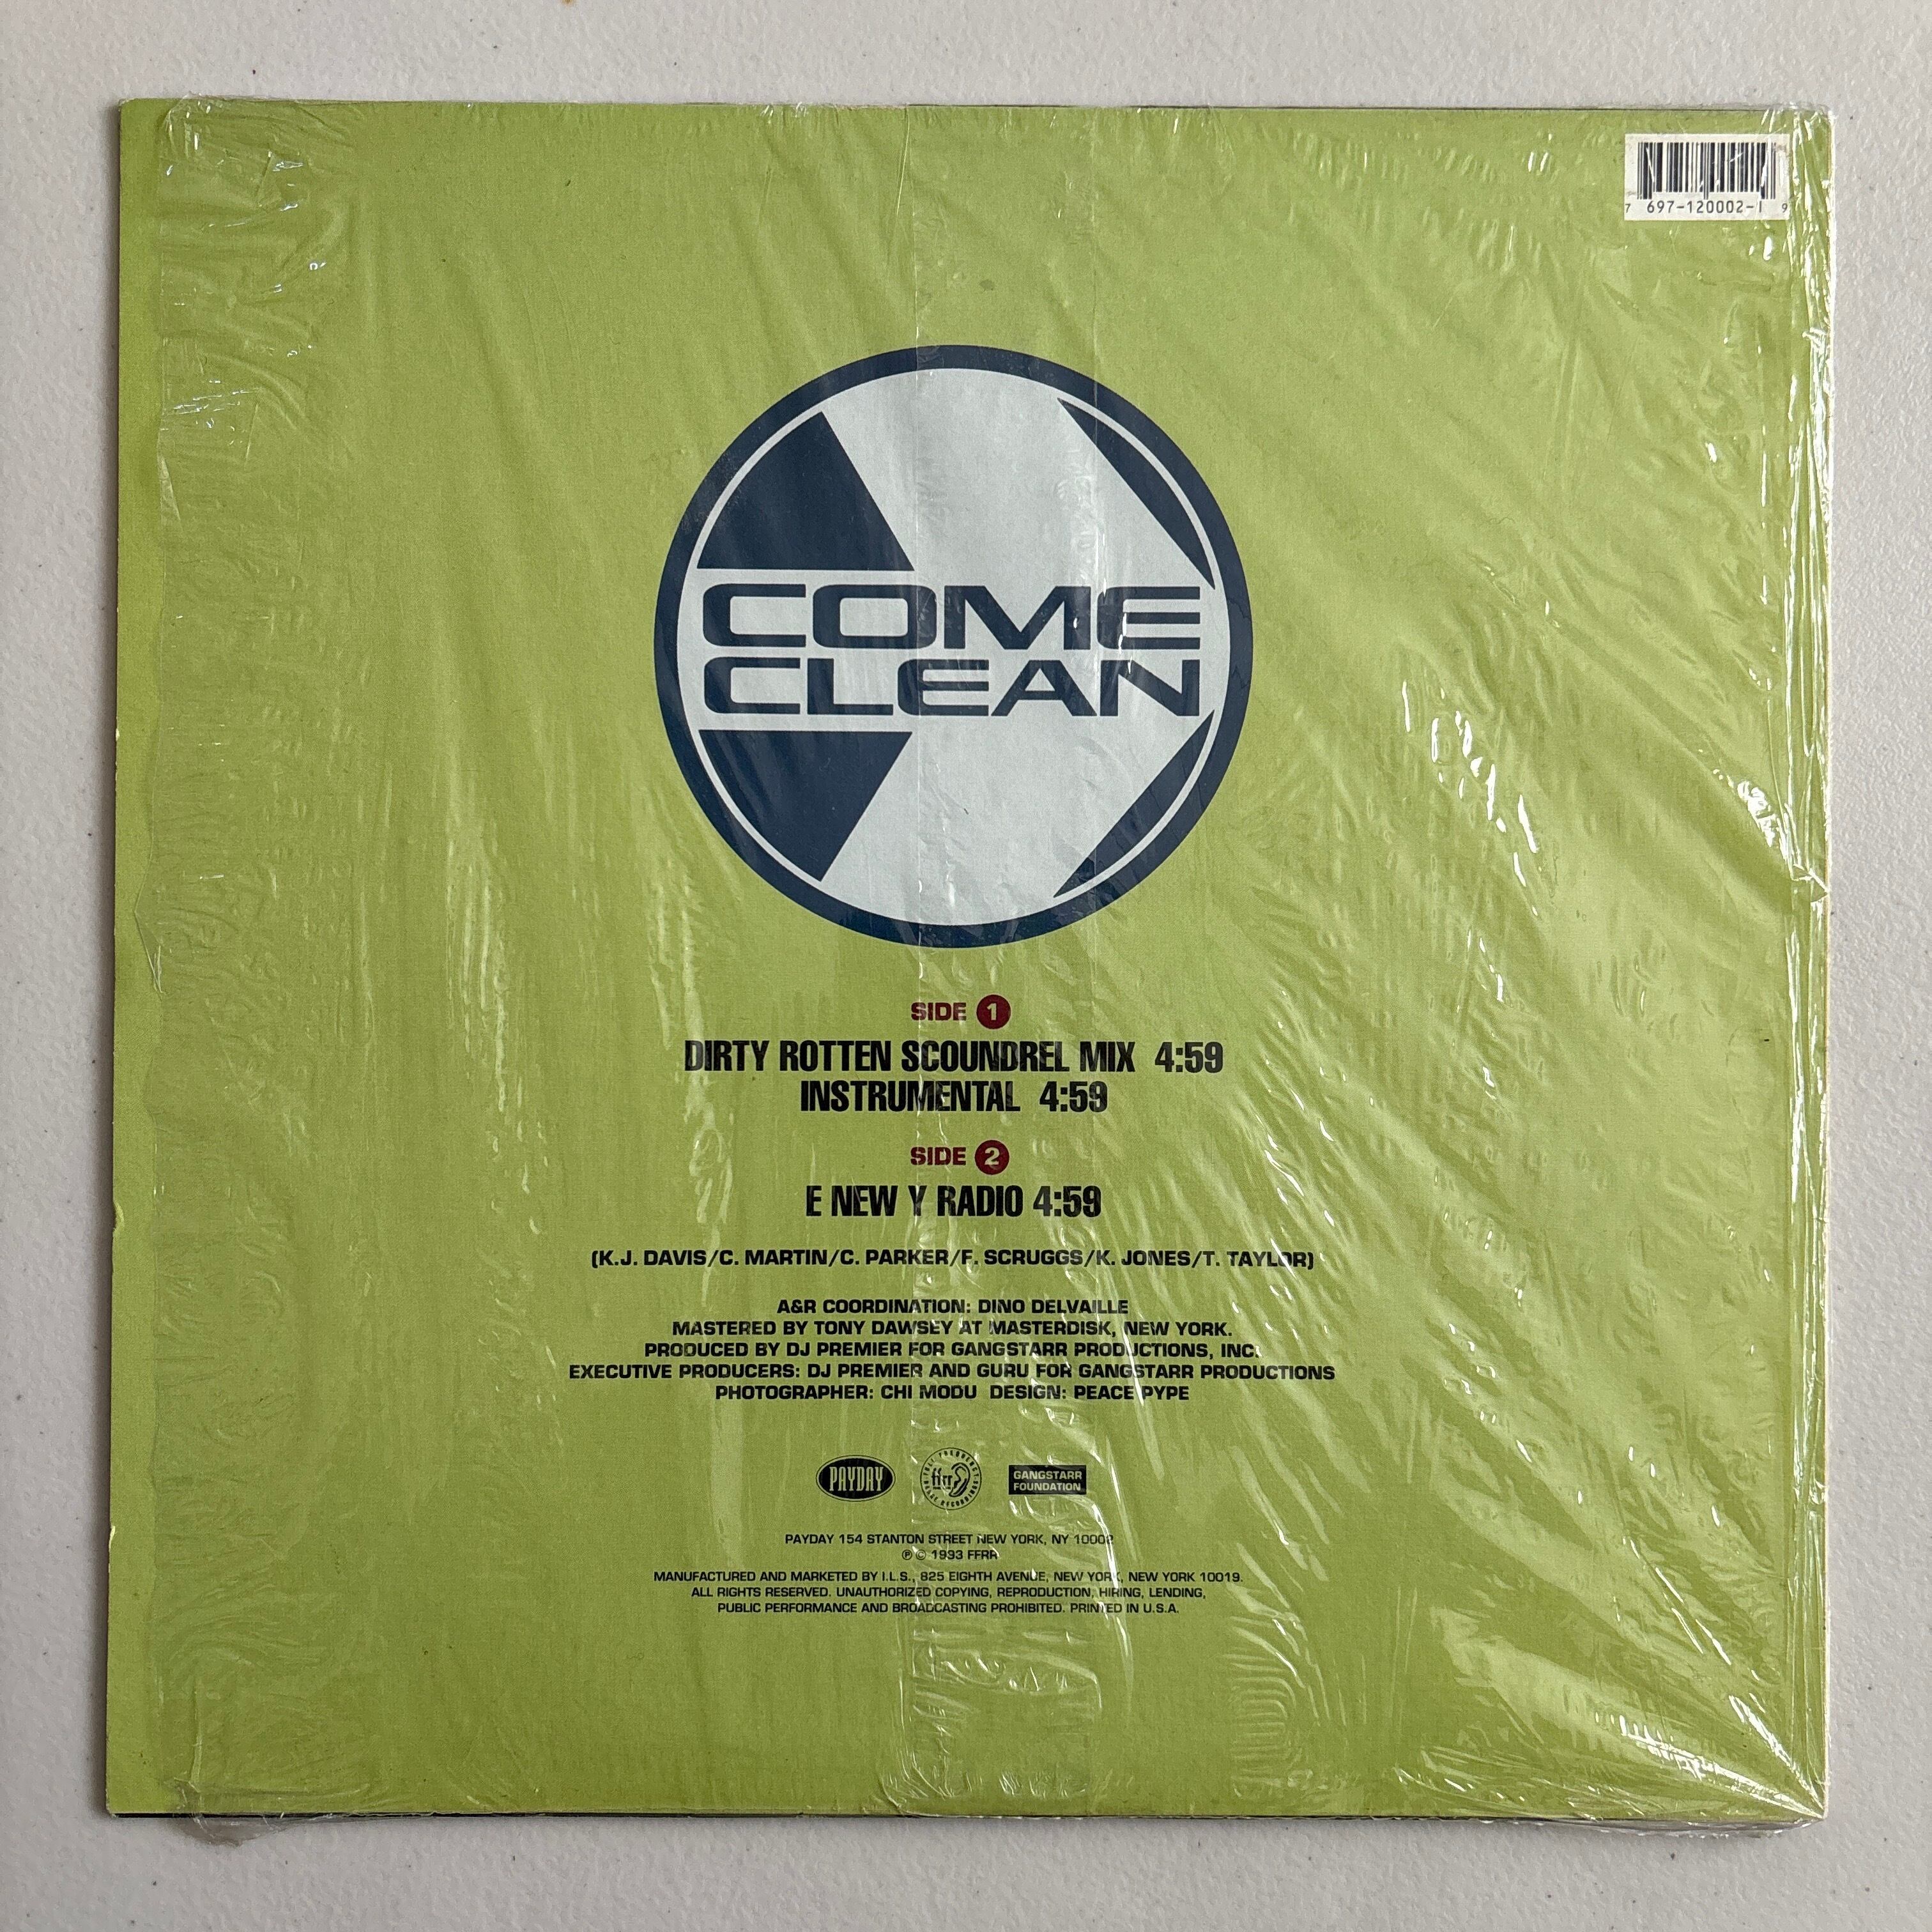 7 697-120002-1 9
COME
CLEAN
SIDE 1
DIRTY ROTTEN SCOUNDREL MIX 4:59
INSTRUMENTAL 4:59
SIDE 2
E NEW Y RADIO 4:59
(K.J. DAVIS/C. MARTIN/C. PARKER/F. SCRUGGS/K. JONES/T. TAYLOR)
A&R COORDINATION: DINO DELVAILLE
MASTERED BY TONY DAWSEY AT MASTERDISK, NEW YORK.
PRODUCED BY DJ PREMIER FOR GANGSTARR PRODUCTIONS, INC.
EXECUTIVE PRODUCERS: DJ PREMIER AND GURU FOR GANGSTARR PRODUCTIONS
PHOTOGRAPHER: CHI MODU DESIGN: PEACE PYPE
PAYDAY
FULL FREQUENCY RANGE RECORDINGS
ffrr
GANGSTARR
FOUNDATION
PAYDAY 154 STANTON STREET NEW YORK, NY 10002
℗ © 1993 FFRR
MANUFACTURED AND MARKETED BY I.L.S., 825 EIGHTH AVENUE, NEW YORK, NEW YORK 10019.
ALL RIGHTS RESERVED. UNAUTHORIZED COPYING, REPRODUCTION, HIRING, LENDING,
PUBLIC PERFORMANCE AND BROADCASTING PROHIBITED. PRINTED IN U.S.A.